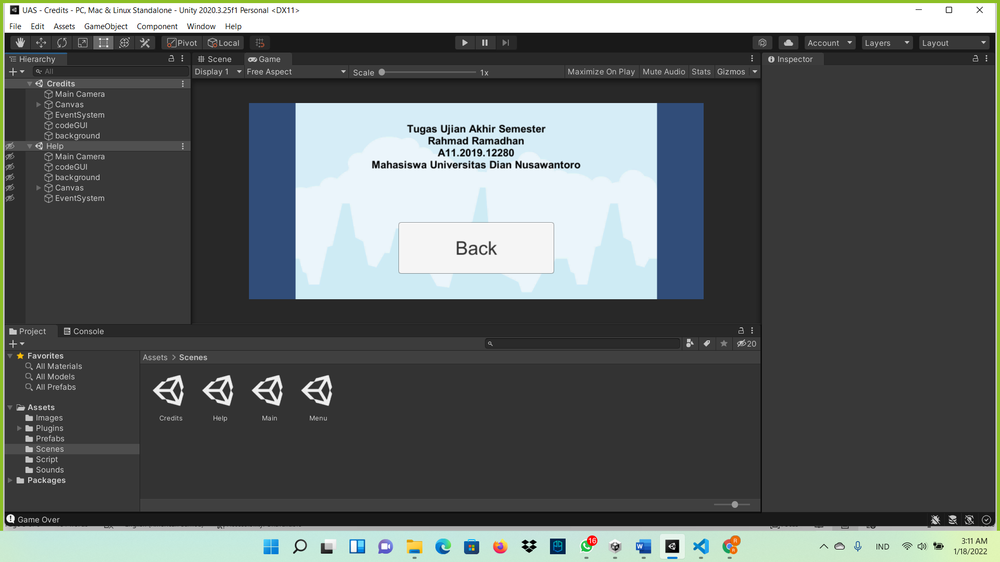 UAS - Credits - PC, Mac & Linux Standalone - Unity 2020.3.25f1 Personal <DX11>
File Edit Assets GameObject Component Window Help
Pivot Local Account Layers Layout
Hierarchy Scene Game Inspector
All Display 1 Free Aspect Scale 1x Maximize On Play Mute Audio Stats Gizmos
Credits
Main Camera
Canvas
EventSystem
codeGUI
background
Help
Main Camera
codeGUI
background
Canvas
EventSystem
Tugas Ujian Akhir Semester
Rahmad Ramadhan
A11.2019.12280
Mahasiswa Universitas Dian Nusawantoro
Back
Project Console
20
Favorites
All Materials
All Models
All Prefabs
Assets
Images
Plugins
Prefabs
Scenes
Script
Sounds
Packages
Assets > Scenes
Credits Help Main Menu
Game Over
16
R
R
IND
3:11 AM
1/18/2022